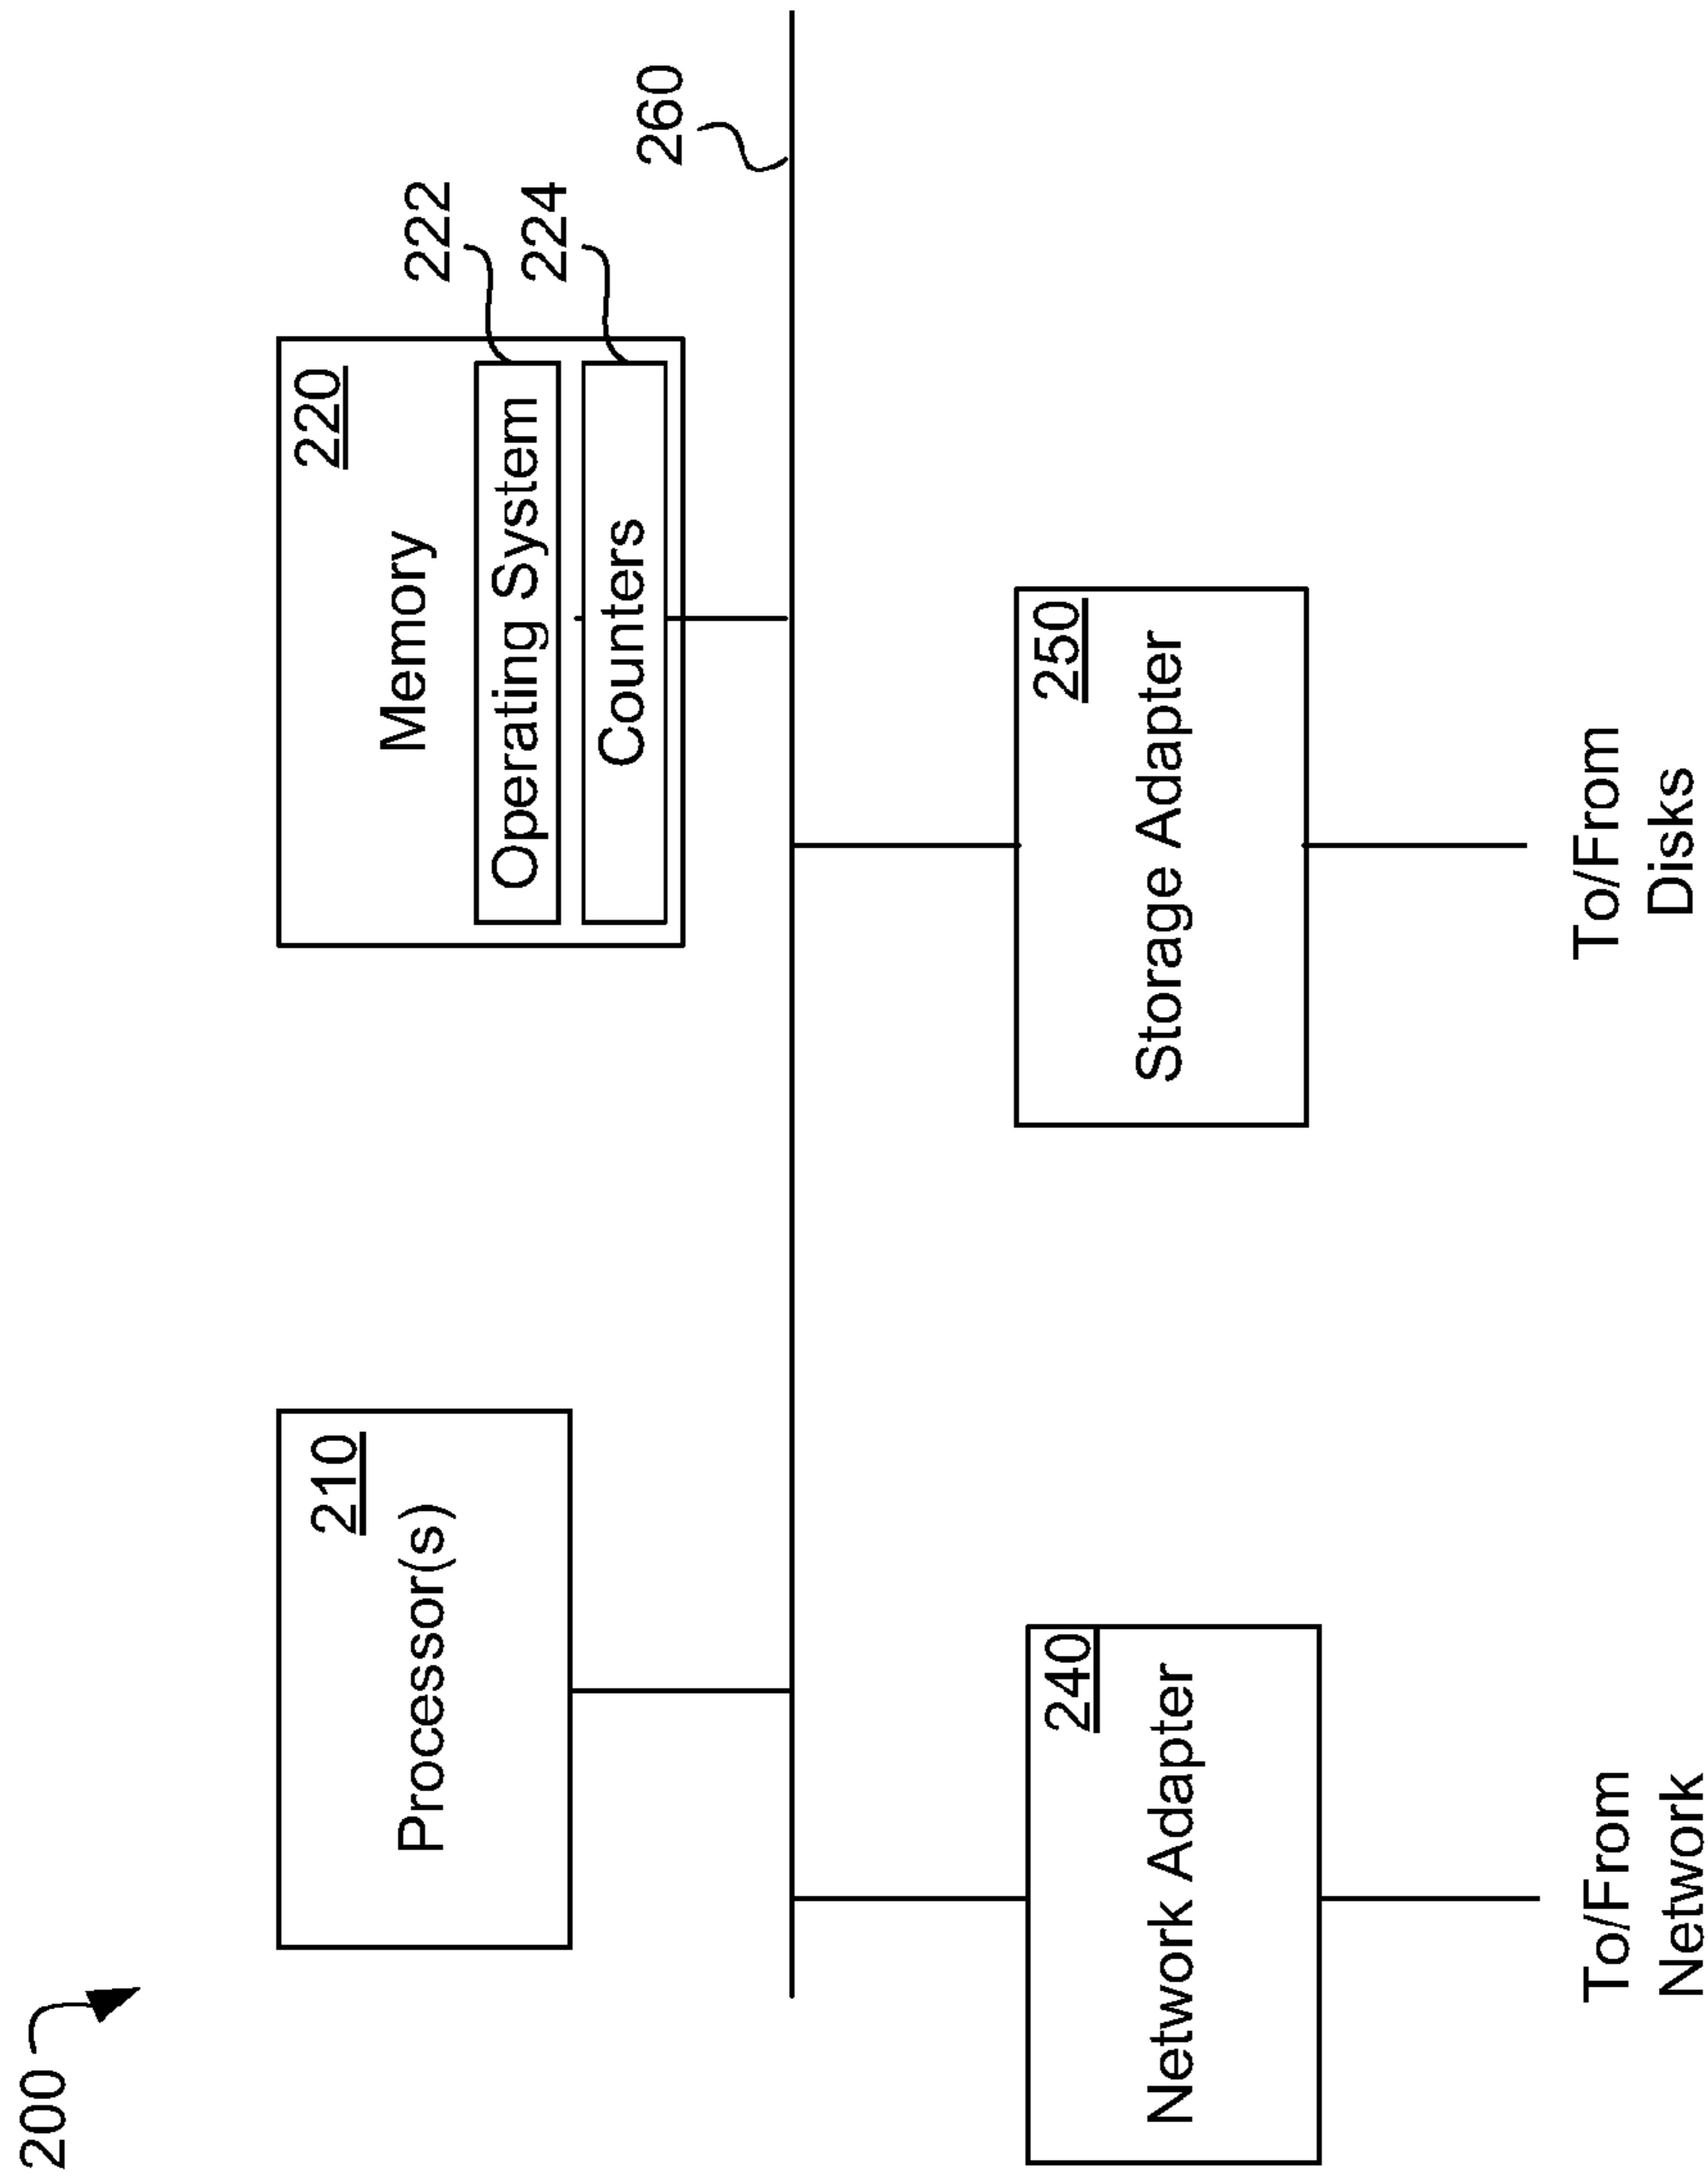 200
210
Processor(s)
220
Memory
Operating System
Counters
222
224
260
240
Network Adapter
250
Storage Adapter
To/From
Network
To/From
Disks